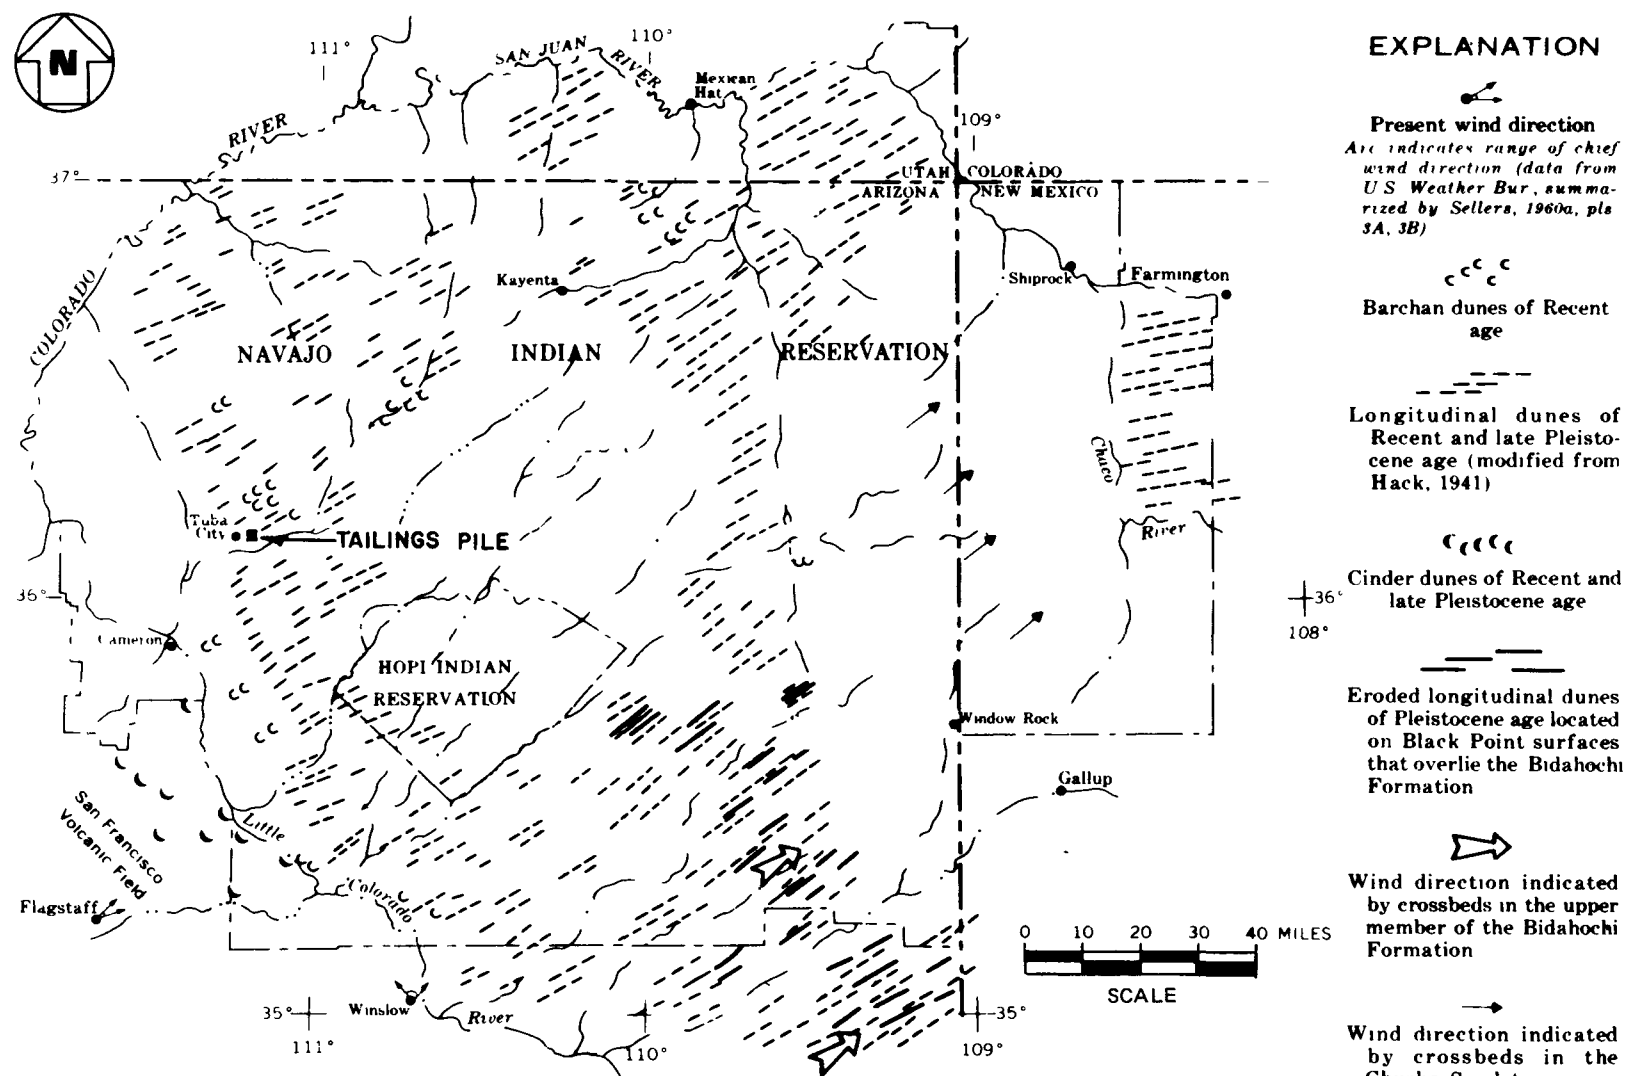 N
111°
SAN JUAN
RIVER
110°
Mexican
Hat
RIVER
109°
37°
UTAH
COLORADO
ARIZONA
NEW MEXICO
COLORADO
Kayenta
Shiprock
Farmington
NAVAJO
INDIAN
RESERVATION
Chaco
River
Tuba
City
TAILINGS PILE
36°
36°
108°
Cameron
HOPI INDIAN
RESERVATION
Window Rock
Gallup
San Francisco
Volcanic Field
Little
Colorado
Flagstaff
Winslow
River
0 10 20 30 40 MILES
SCALE
35°
35°
111°
110°
109°
EXPLANATION
Present wind direction
Arc indicates range of chief
wind direction (data from
U S Weather Bur, summa-
rized by Sellers, 1960a, pls
3A, 3B)
Barchan dunes of Recent
age
Longitudinal dunes of
Recent and late Pleisto-
cene age (modified from
Hack, 1941)
Cinder dunes of Recent and
late Pleistocene age
Eroded longitudinal dunes
of Pleistocene age located
on Black Point surfaces
that overlie the Bidahochi
Formation
Wind direction indicated
by crossbeds in the upper
member of the Bidahochi
Formation
Wind direction indicated
by crossbeds in the